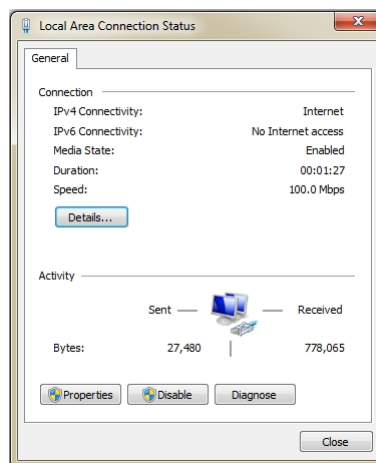 Local Area Connection Status
General
Connection
IPv4 Connectivity: Internet
IPv6 Connectivity: No Internet access
Media State: Enabled
Duration: 00:01:27
Speed: 100.0 Mbps
Details...
Activity
Sent Received
Bytes: 27,480 778,065
Properties Disable Diagnose
Close